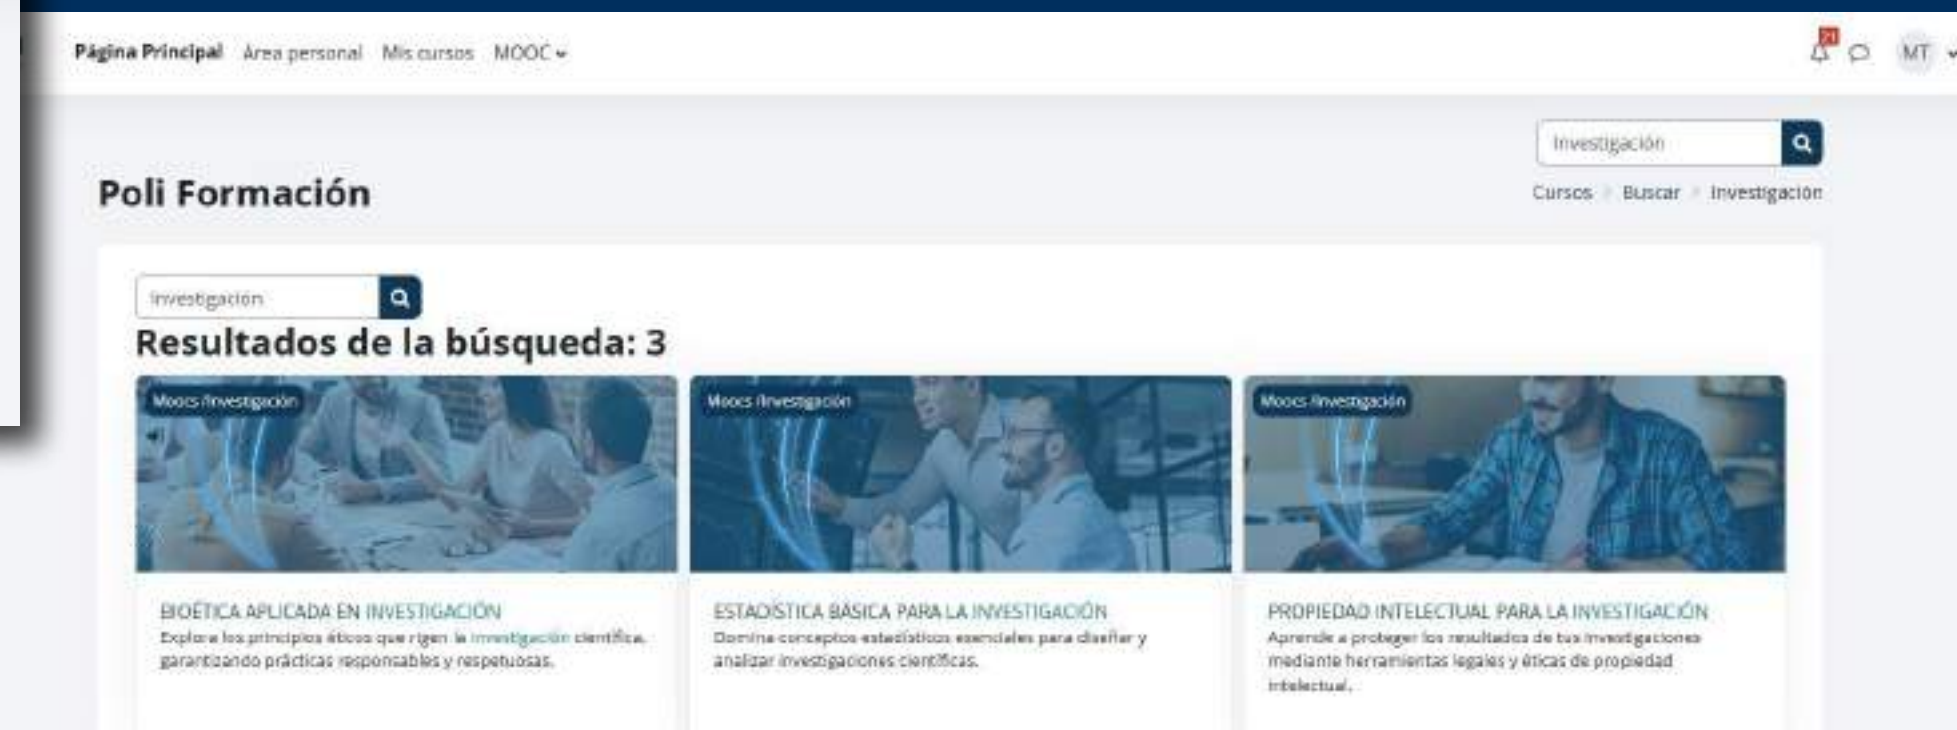 Página Principal Area personal Mis cursos MOOC
21
MT
Investigación
Poli Formación
Cursos Buscar Investigación
Investigación
Resultados de la búsqueda: 3
Moocs /Investigación
Moocs /Investigación
Moocs /Investigación
BIOÉTICA APLICADA EN INVESTIGACIÓN
Explora los principios éticos que rigen la investigación científica,
garantizando prácticas responsables y respetuosas.
ESTADÍSTICA BÁSICA PARA LA INVESTIGACIÓN
Domina conceptos estadísticos esenciales para diseñar y
analizar investigaciones científicas.
PROPIEDAD INTELECTUAL PARA LA INVESTIGACIÓN
Aprende a proteger los resultados de tus investigaciones
mediante herramientas legales y éticas de propiedad
intelectual.